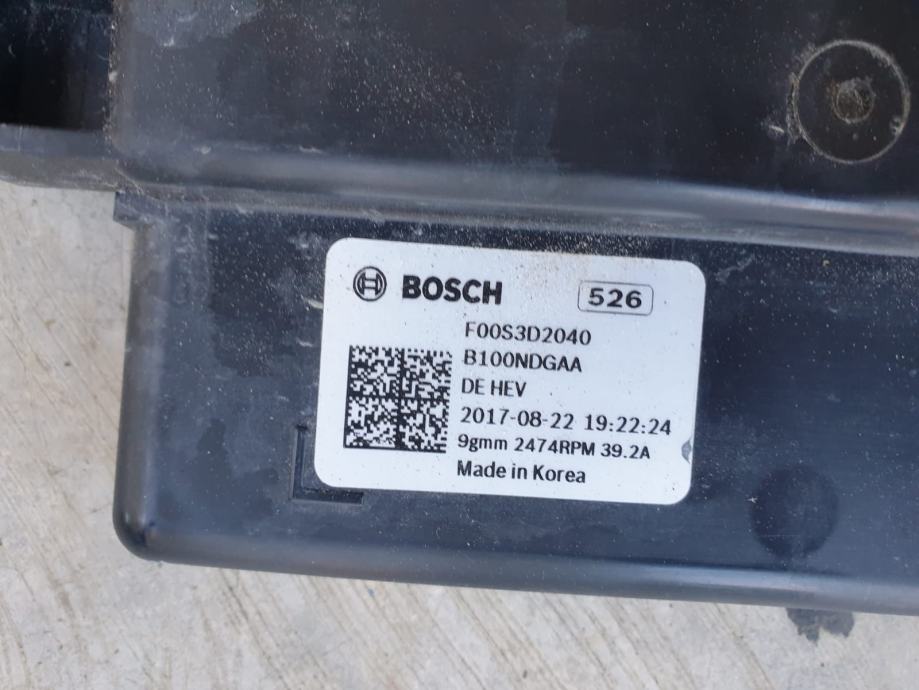 BOSCH 526
F00S3D2040
B100NDGAA
DE HEV
2017-08-22 19:22:24
9gmm 2474RPM 39.2A
Made in Korea